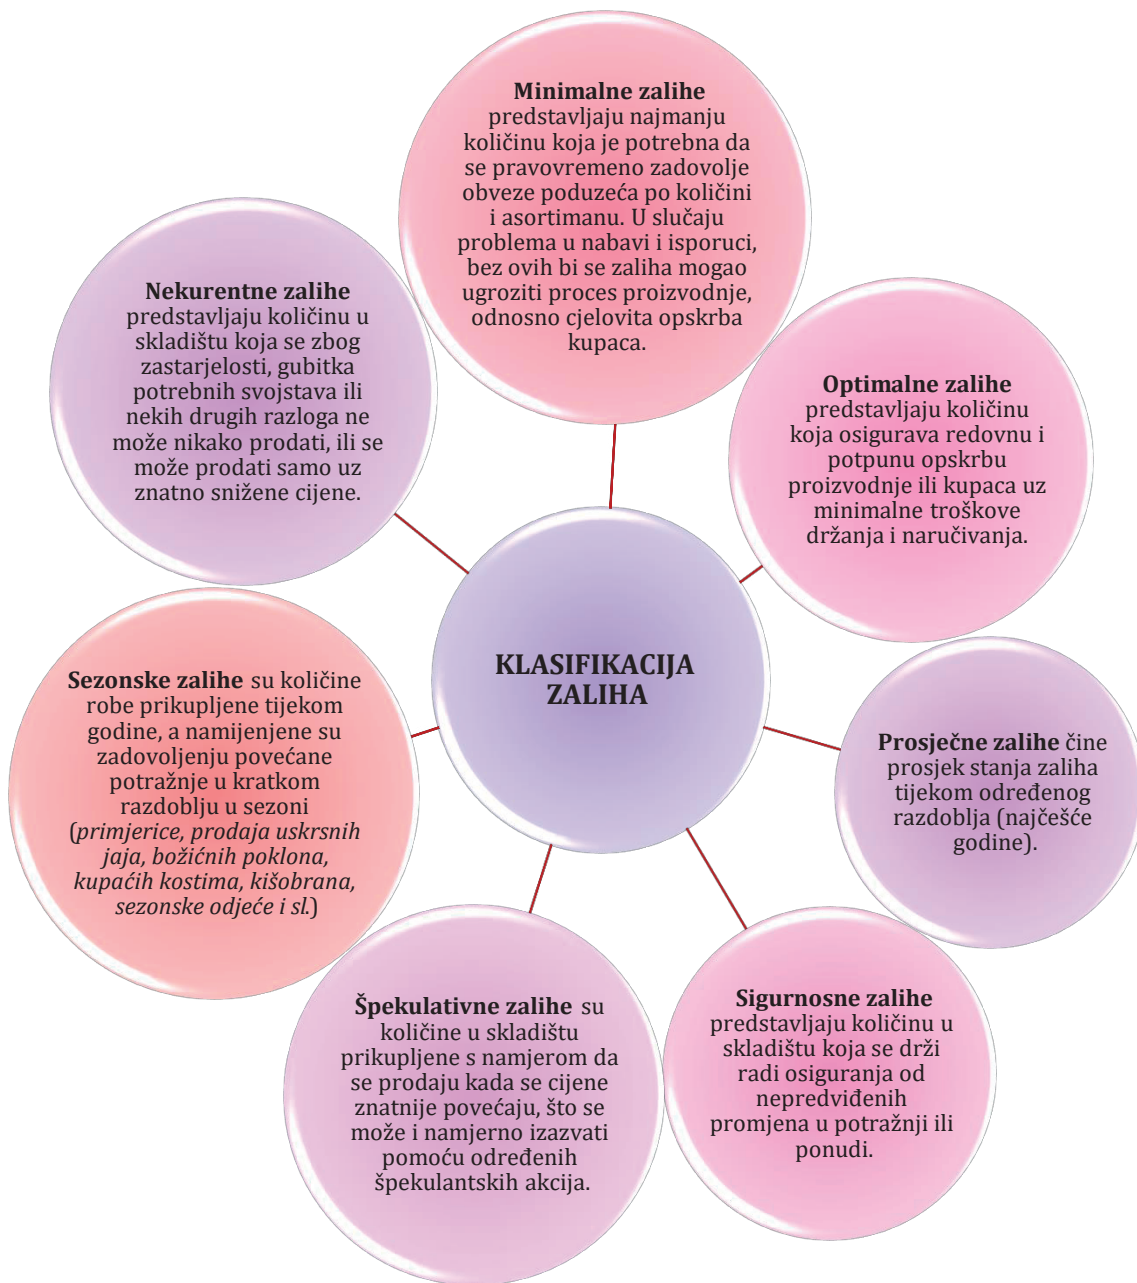 Minimalne zalihe
predstavljaju najmanju
količinu koja je potrebna da
se pravovremeno zadovolje
obveze poduzeća po količini
i asortimanu. U slučaju
problema u nabavi i isporuci,
bez ovih bi se zaliha mogao
ugroziti proces proizvodnje,
odnosno cjelovita opskrba
kupaca.
Optimalne zalihe
predstavljaju količinu
koja osigurava redovnu i
potpunu opskrbu
proizvodnje ili kupaca uz
minimalne troškove
držanja i naručivanja.
Prosječne zalihe čine
prosjek stanja zaliha
tijekom određenog
razdoblja (najčešće
godine).
Sigurnosne zalihe
predstavljaju količinu u
skladištu koja se drži
radi osiguranja od
nepredviđenih
promjena u potražnji ili
ponudi.
Špekulativne zalihe su
količine u skladištu
prikupljene s namjerom da
se prodaju kada se cijene
znatnije povećaju, što se
može i namjerno izazvati
pomoću određenih
špekulantskih akcija.
Sezonske zalihe su količine
robe prikupljene tijekom
godine, a namijenjene su
zadovoljenju povećane
potražnje u kratkom
razdoblju u sezoni
(primjerice, prodaja uskrsnih
jaja, božićnih poklona,
kupaćih kostima, kišobrana,
sezonske odjeće i sl.)
Nekurentne zalihe
predstavljaju količinu u
skladištu koja se zbog
zastarjelosti, gubitka
potrebnih svojstava ili
nekih drugih razloga ne
može nikako prodati, ili se
može prodati samo uz
znatno snižene cijene.
KLASIFIKACIJA
ZALIHA